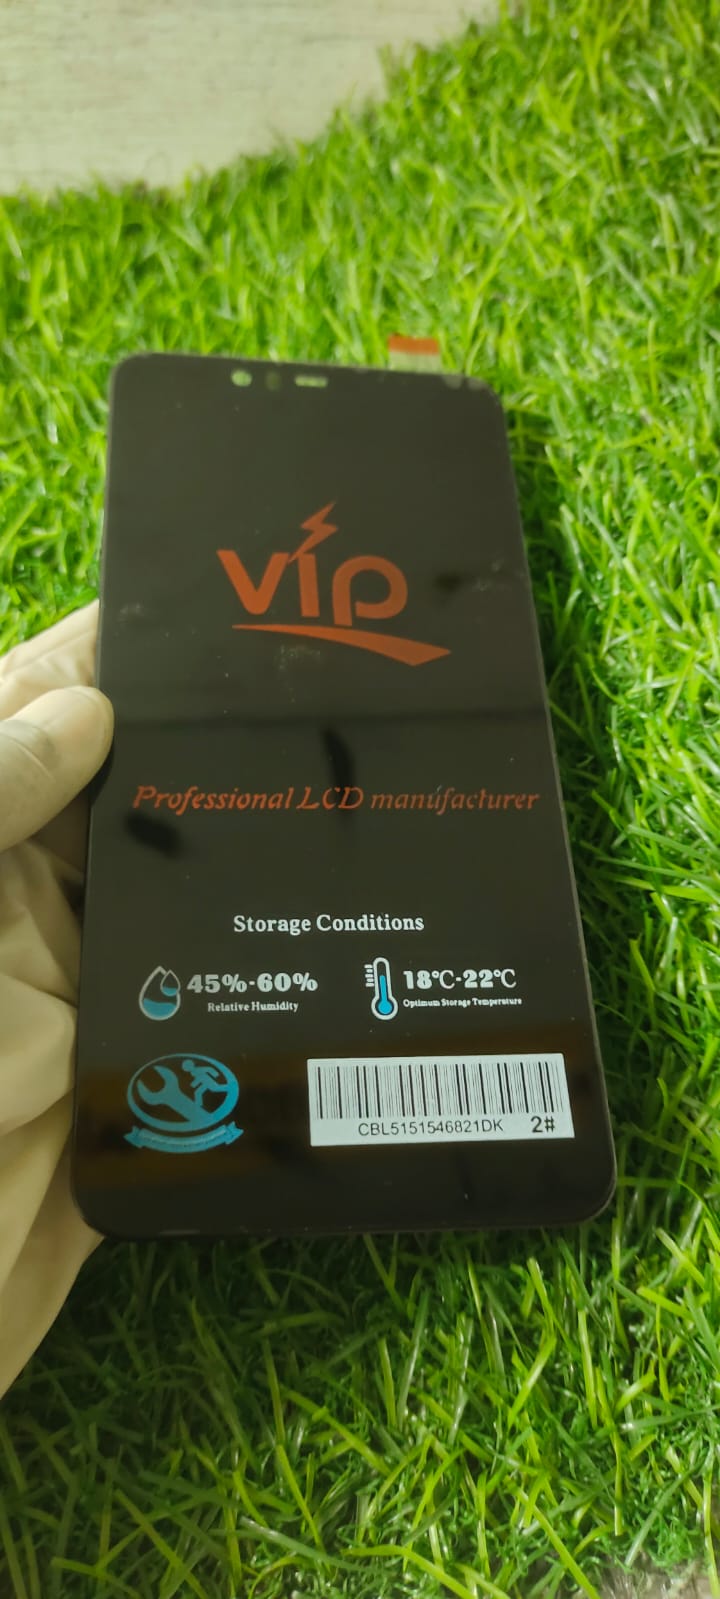 vip
Professional LCD manufacturer
Storage Conditions
45%-60%
Relative Humidity
18℃-22℃
Optimum Storage Temperature
CBL5151546821DK 2#